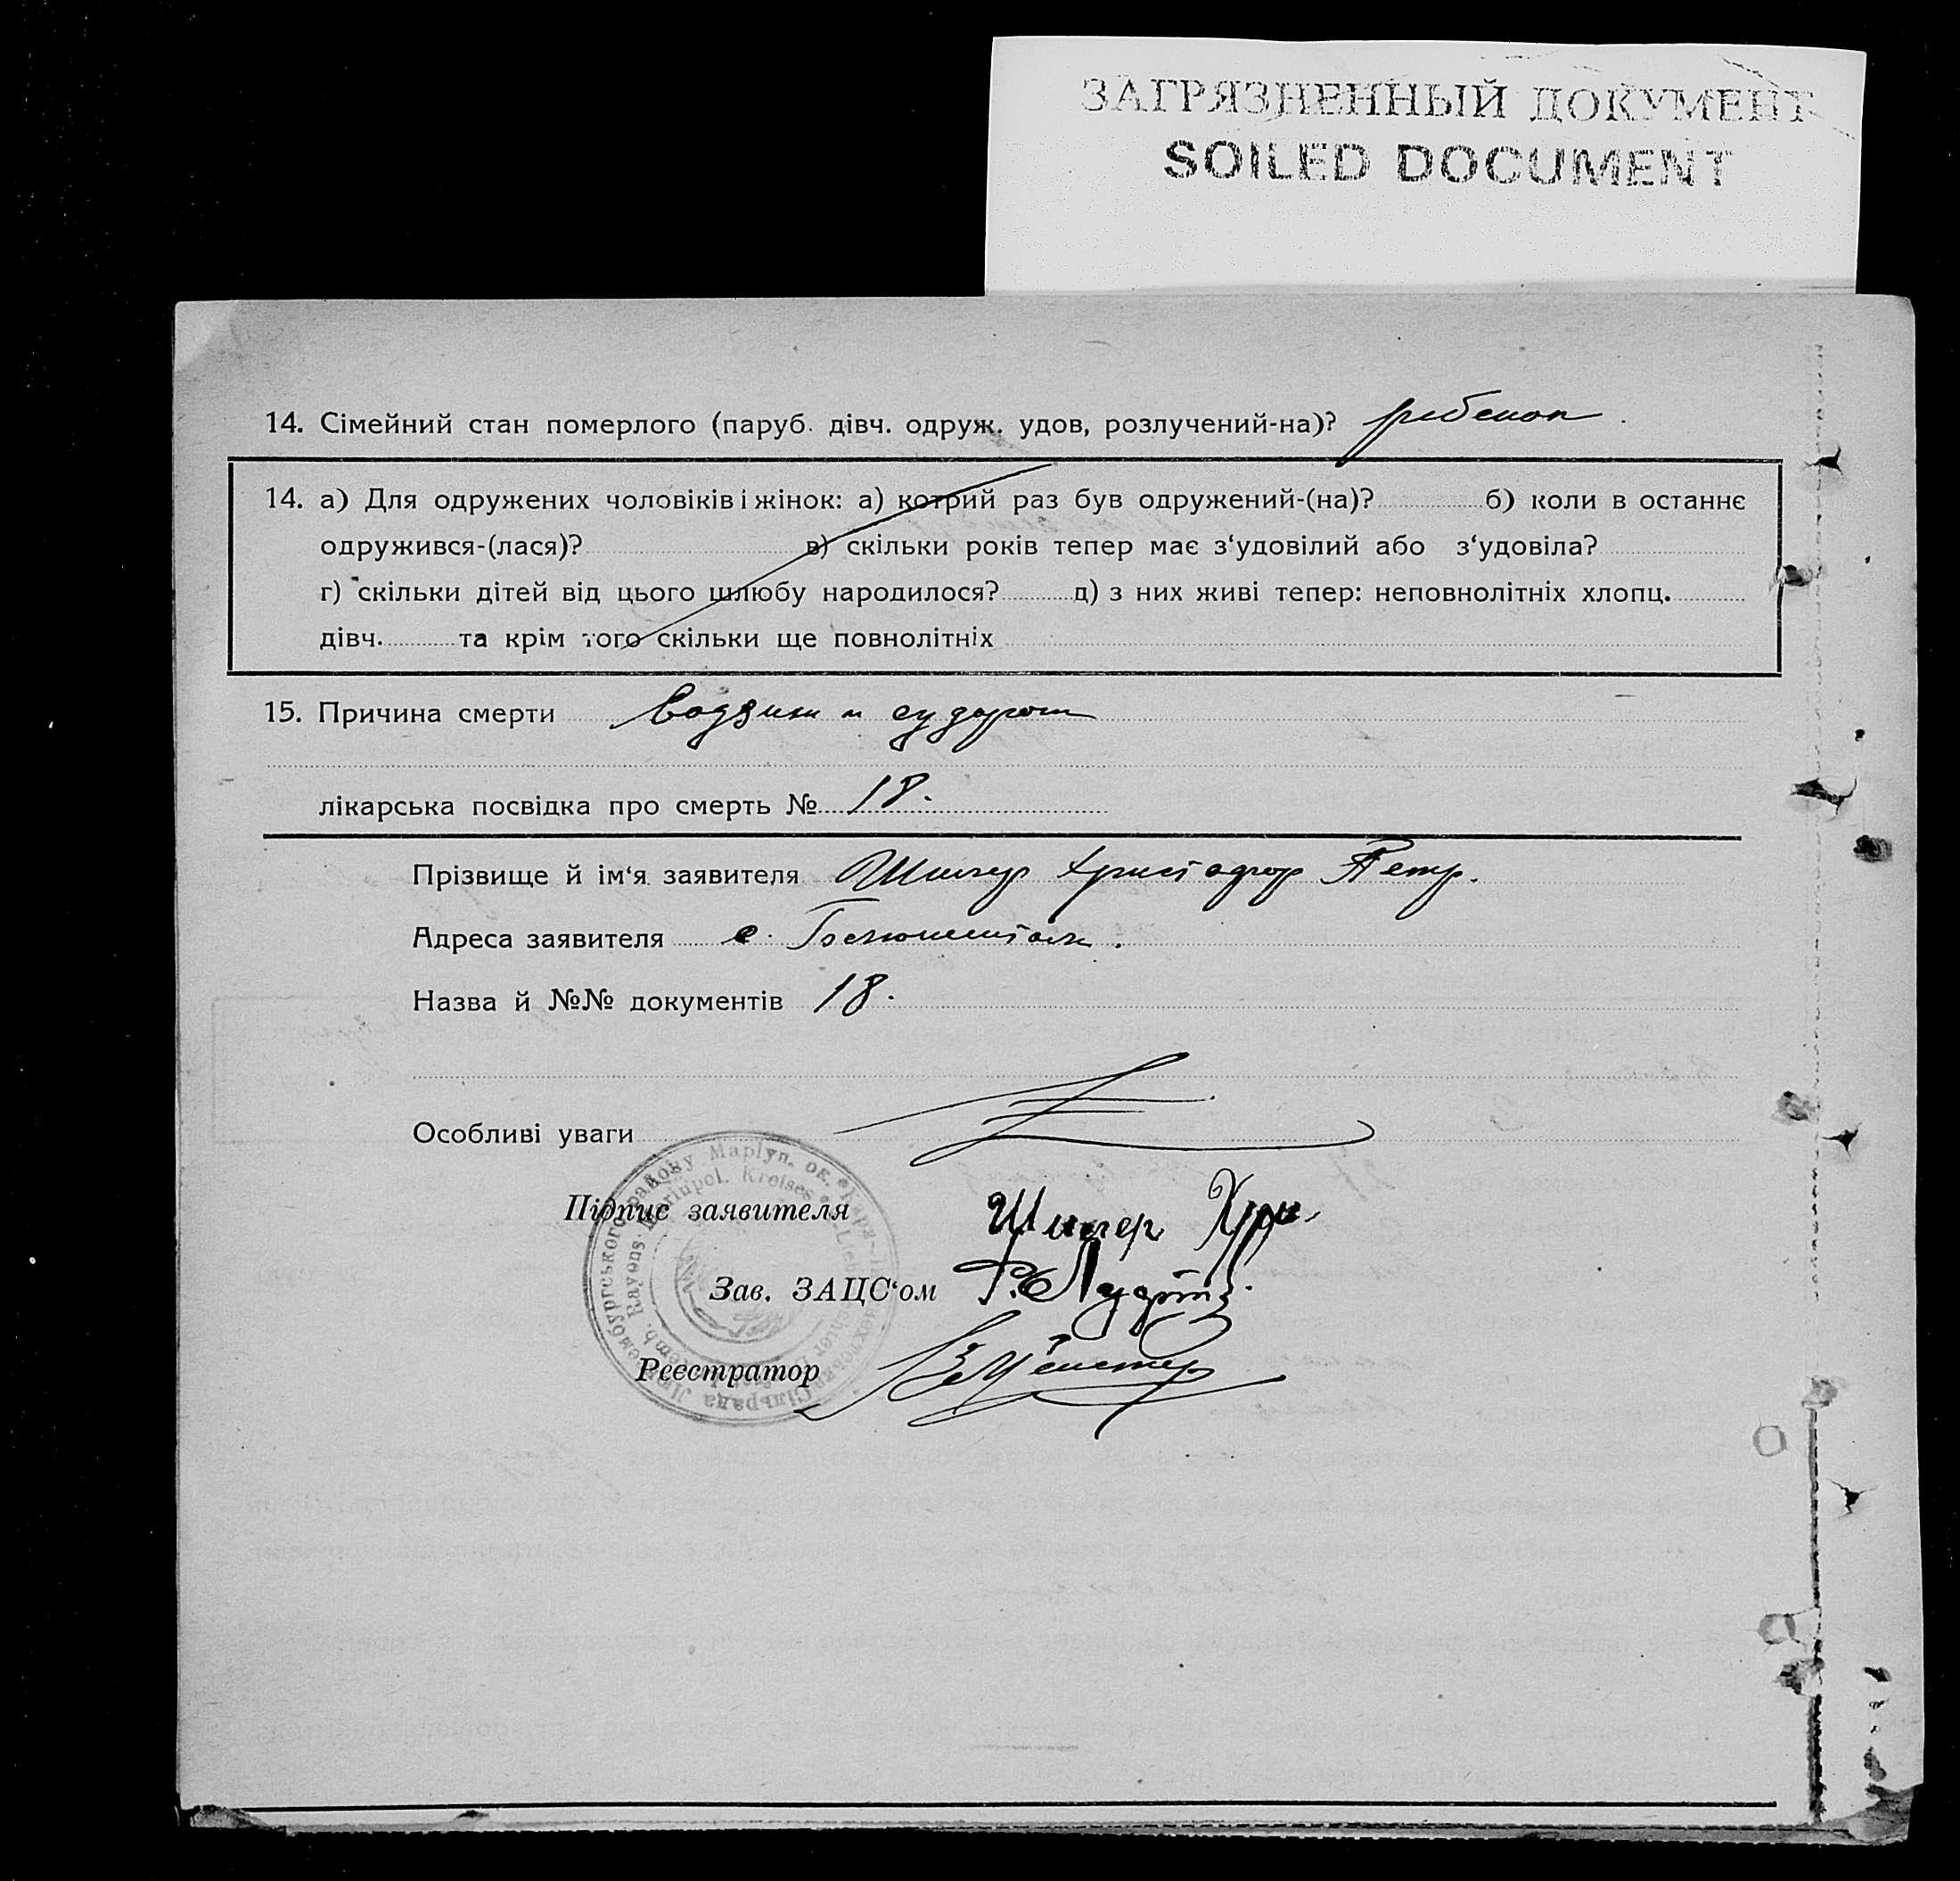 ЗАГРЯЗНЕННЫЙ ДОКУМЕНТ
SOILED DOCUMENT
14. Сімейний стан померлого (паруб. дівч. одруж. удов, розлучений-на)? ребенок.
14. а) Для одружених чоловіків і жінок: а) котрий раз був одружений-(на)? б) коли в останнє
одружився-(лася)? в) скільки років тепер має з‘удовілий або з‘удовіла?
г) скільки дітей від цього шлюбу народилося? д) з них живі тепер: неповнолітніх хлопц.
дівч. та крім того скільки ще повнолітніх
15. Причина смерти и
лікарська посвідка про смерть № 18.
Прізвище й ім‘я заявителя Петр.
Адреса заявителя с.
Назва й №№ документів 18.
Особливі уваги
Підпис заявителя
Зав. ЗАЦС‘ом
Реєстратор